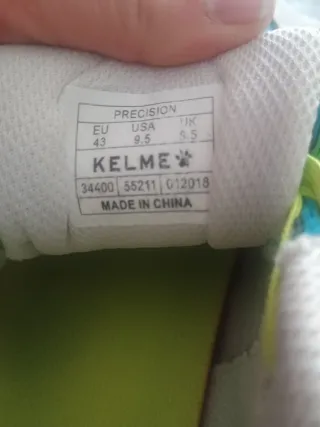 PRECISION
EU USA UK
43 9.5 8.5
KELME
34400 55211 012018
MADE IN CHINA